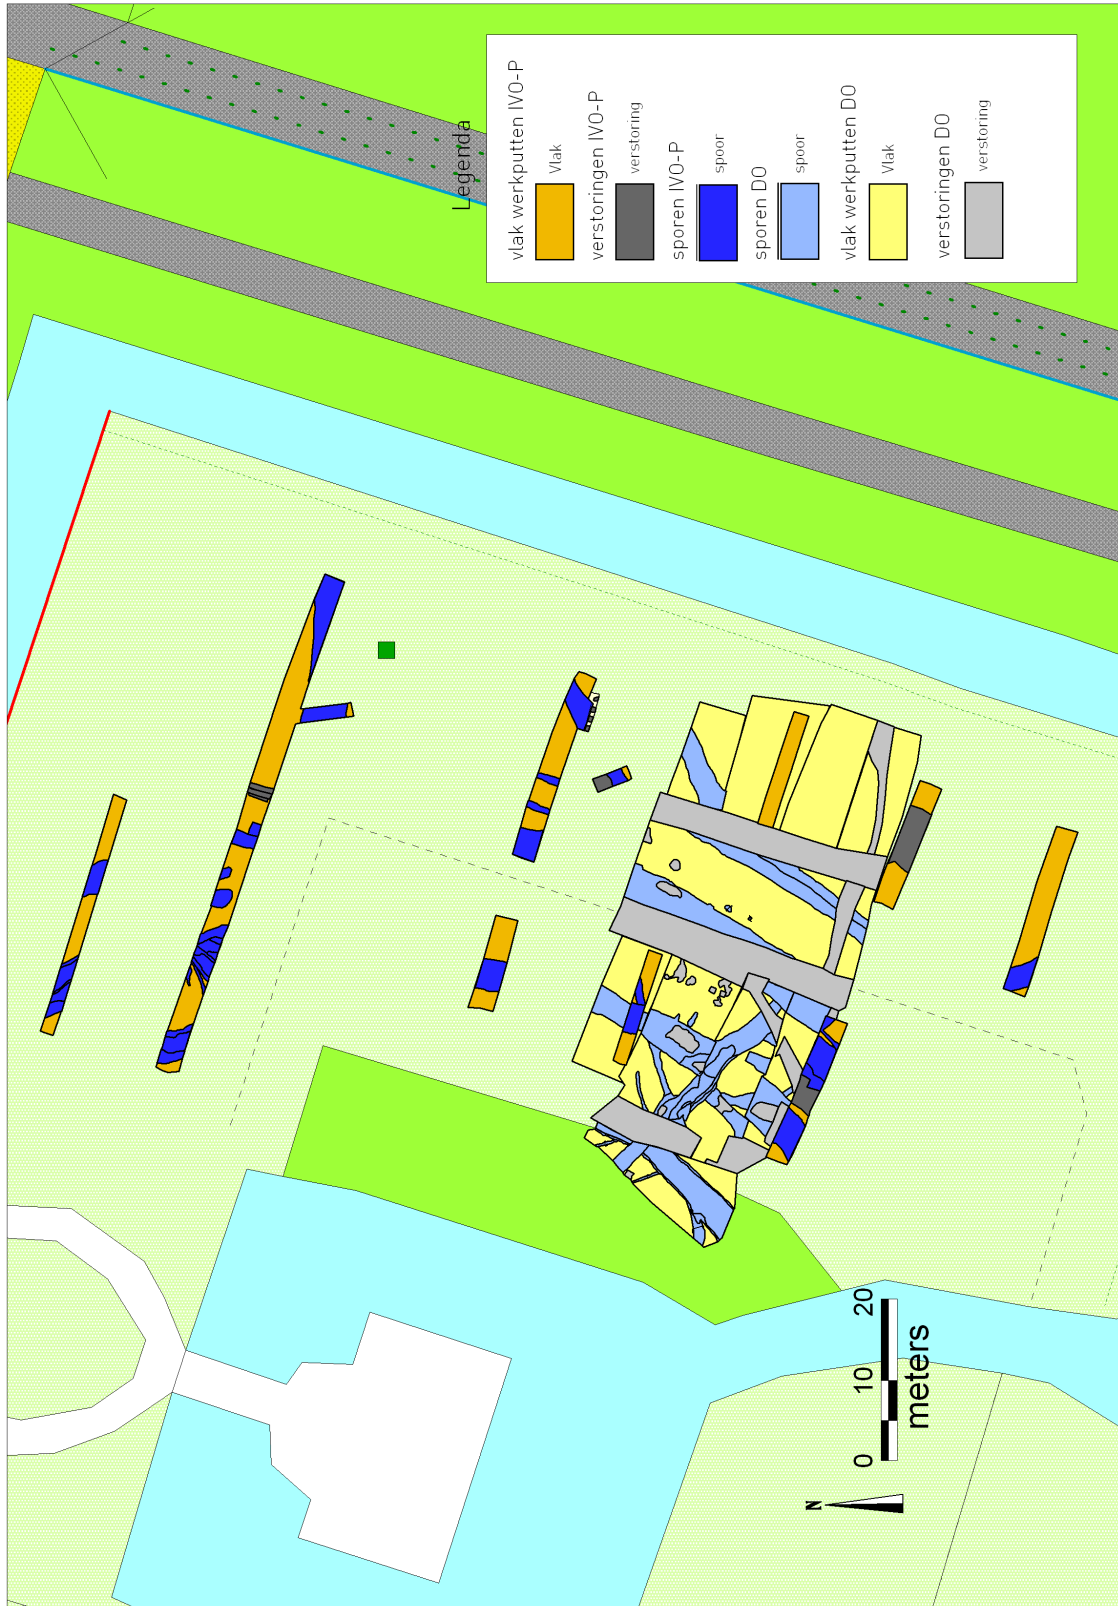 Legenda
vlak werkputten IVO-P
Vlak
verstoringen IVO-P
verstoring
sporen IVO-P
spoor
sporen DO
spoor
vlak werkputten DO
Vlak
verstoringen DO
verstoring
N
0 10 20
meters